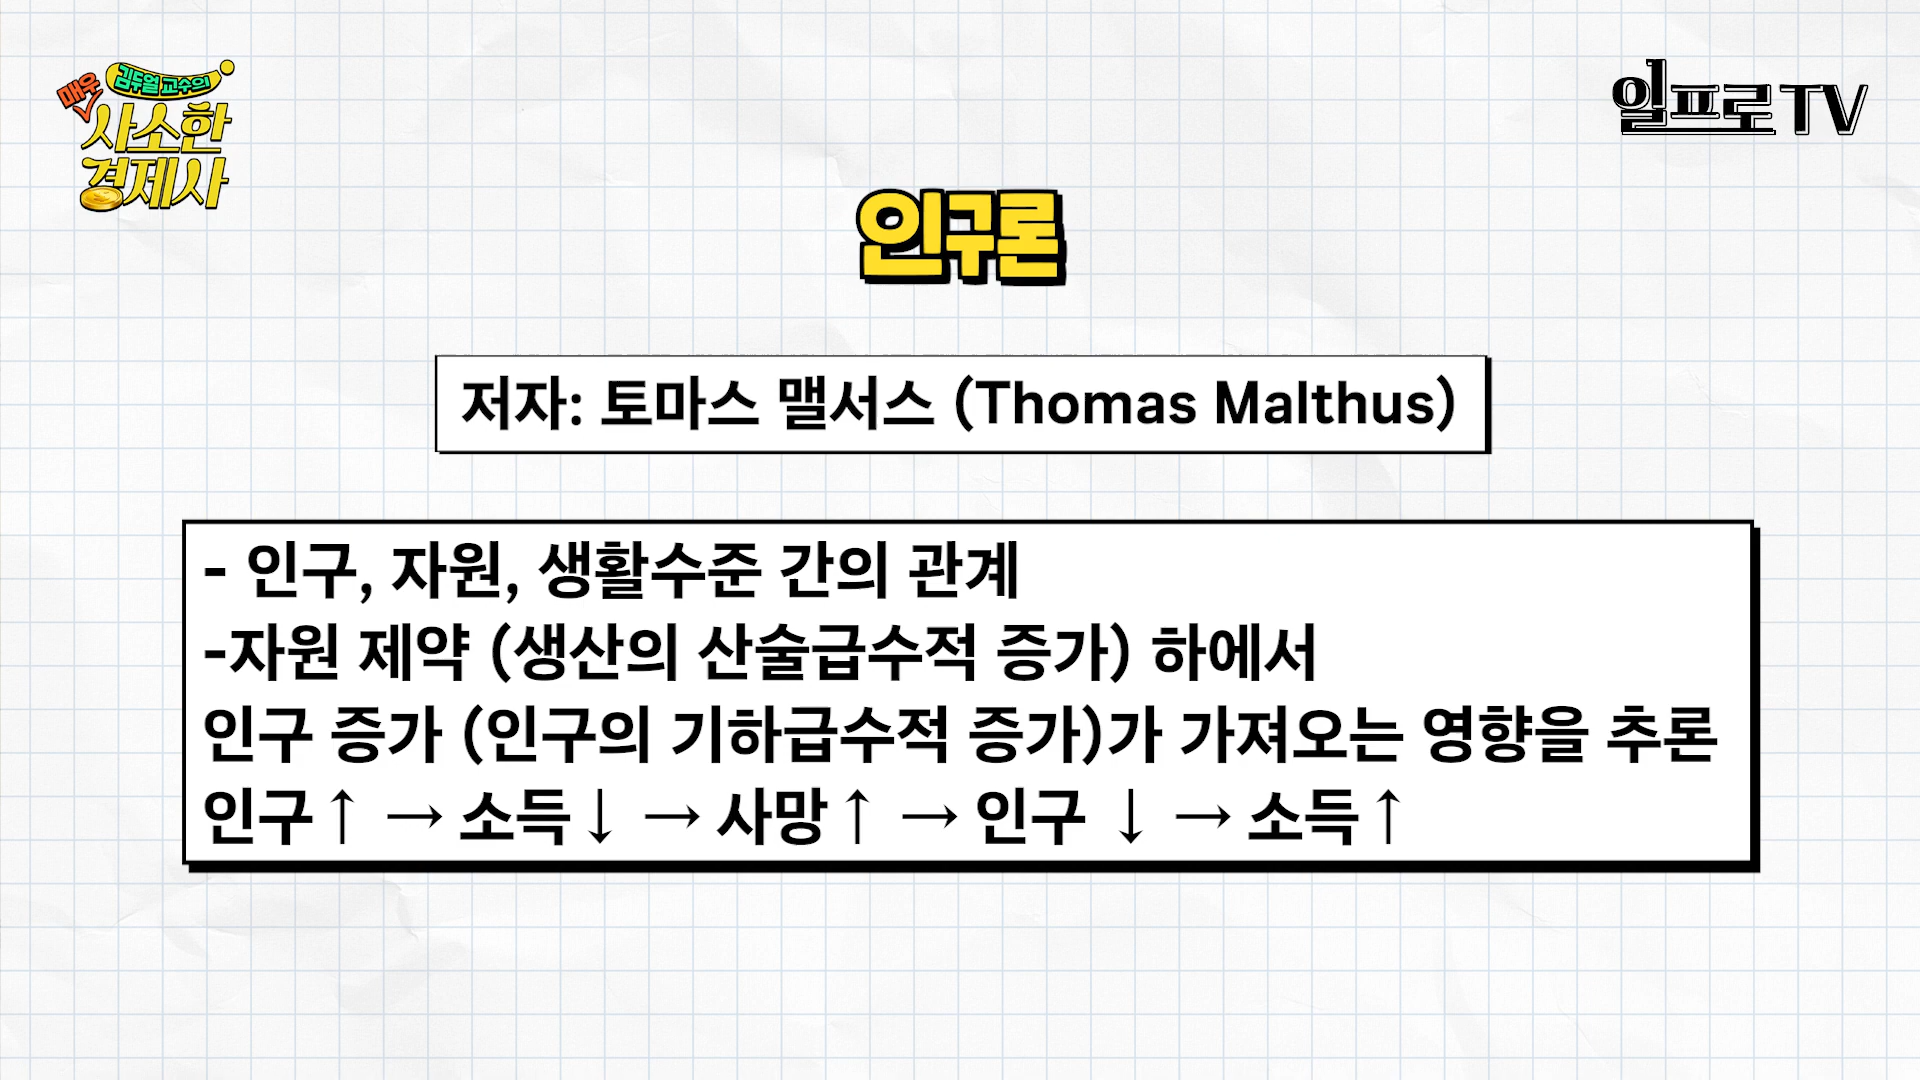 매우
김두얼 교수의
사소한
경제사
일프로TV
인구론
저자: 토마스 맬서스 (Thomas Malthus)
- 인구, 자원, 생활수준 간의 관계
-자원 제약 (생산의 산술급수적 증가) 하에서
인구 증가 (인구의 기하급수적 증가)가 가져오는 영향을 추론
인구↑ → 소득↓ → 사망↑ → 인구 ↓ → 소득↑